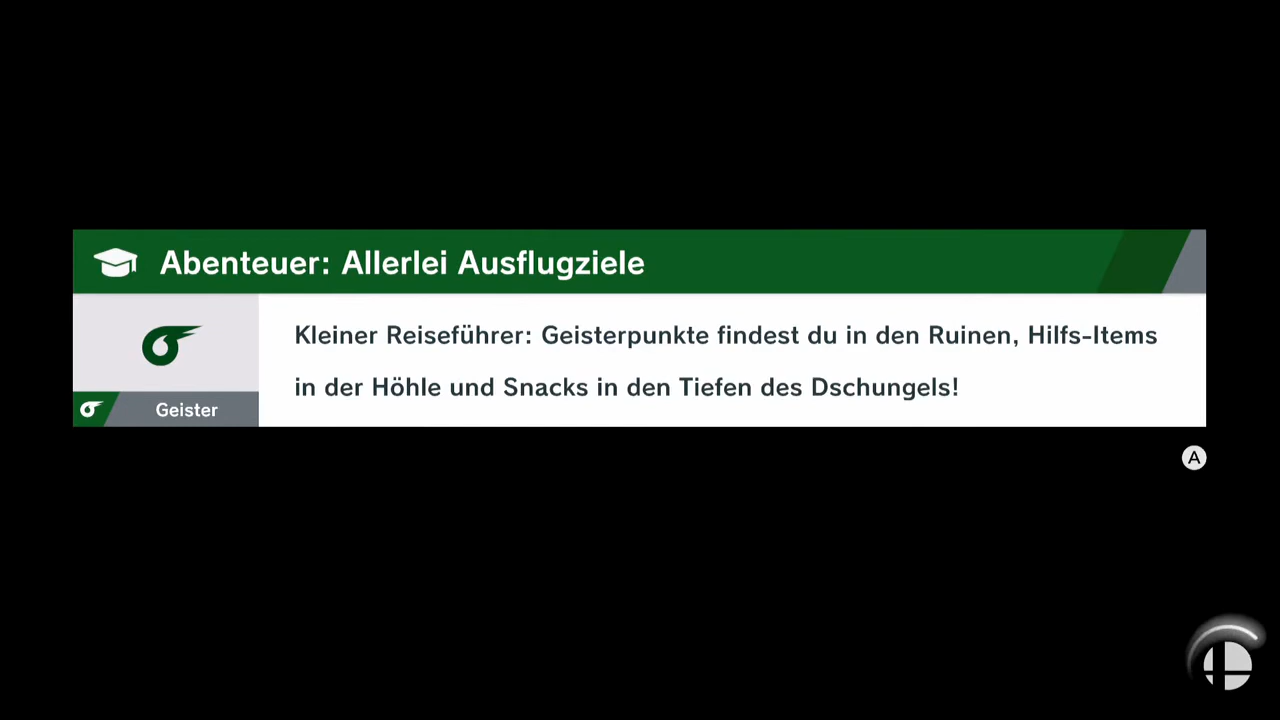 Abenteuer: Allerlei Ausflugziele
Kleiner Reiseführer: Geisterpunkte findest du in den Ruinen, Hilfs-Items
in der Höhle und Snacks in den Tiefen des Dschungels!
Geister
A